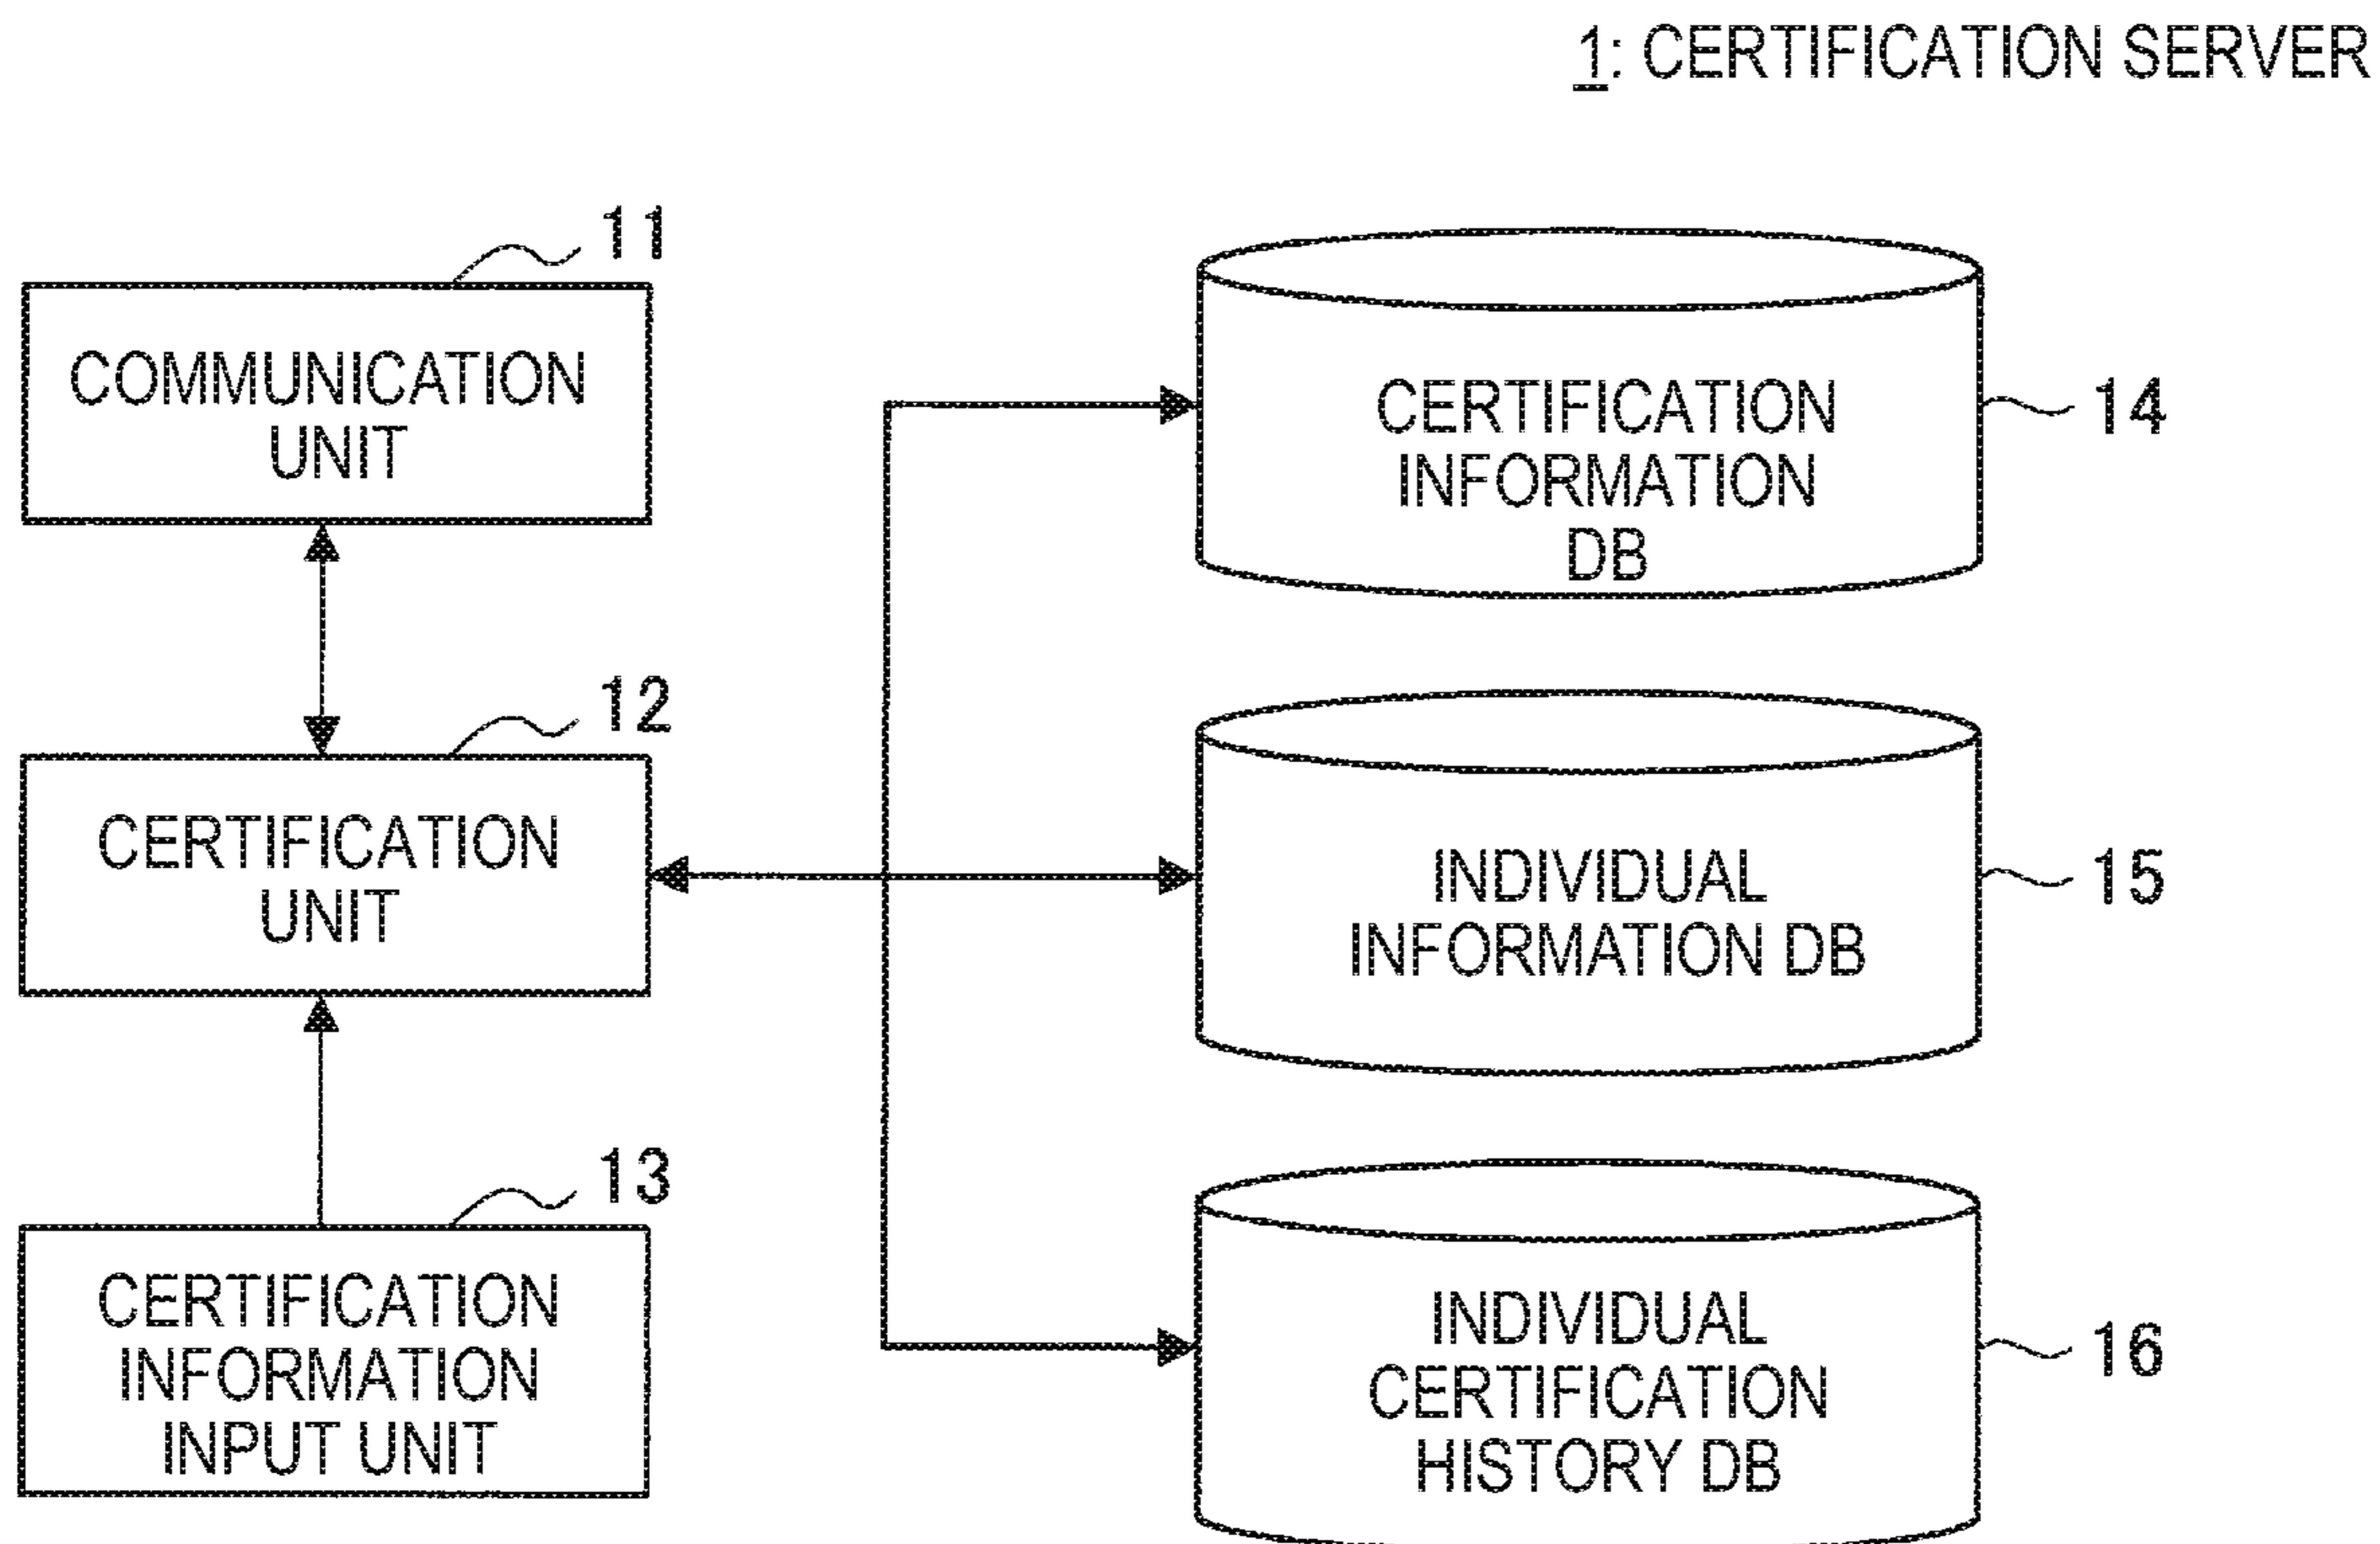 1: CERTIFICATION SERVER
11
COMMUNICATION
UNIT
12
CERTIFICATION
UNIT
13
CERTIFICATION
INFORMATION
INPUT UNIT
CERTIFICATION
INFORMATION
DB
14
INDIVIDUAL
INFORMATION DB
15
INDIVIDUAL
CERTIFICATION
HISTORY DB
16